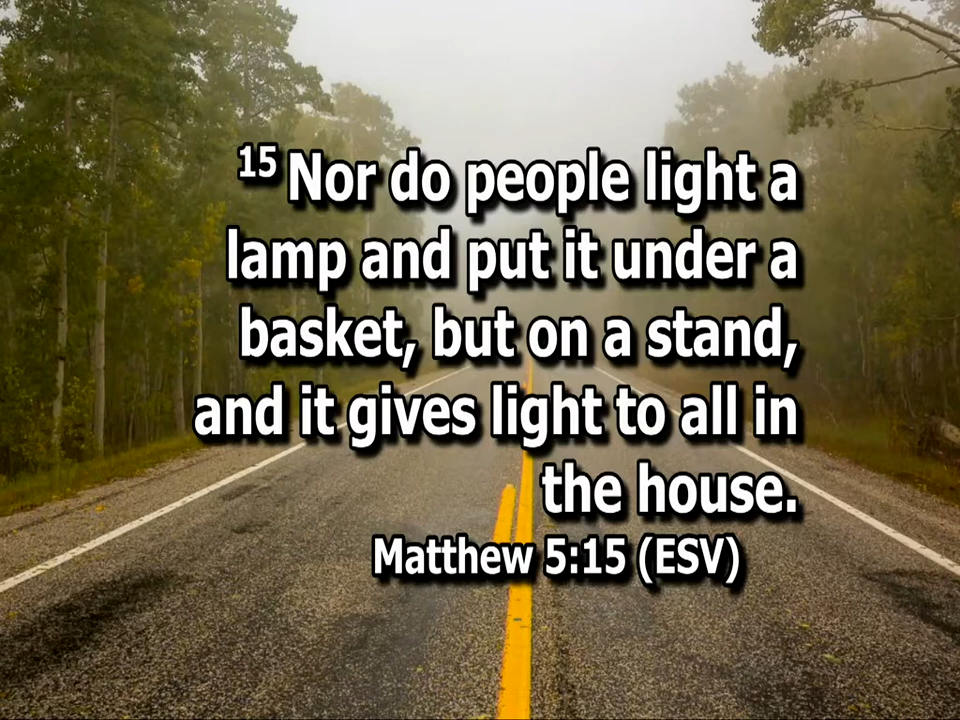 15 Nor do people light a
lamp and put it under a
basket, but on a stand,
and it gives light to all in
the house.
Matthew 5:15 (ESV)